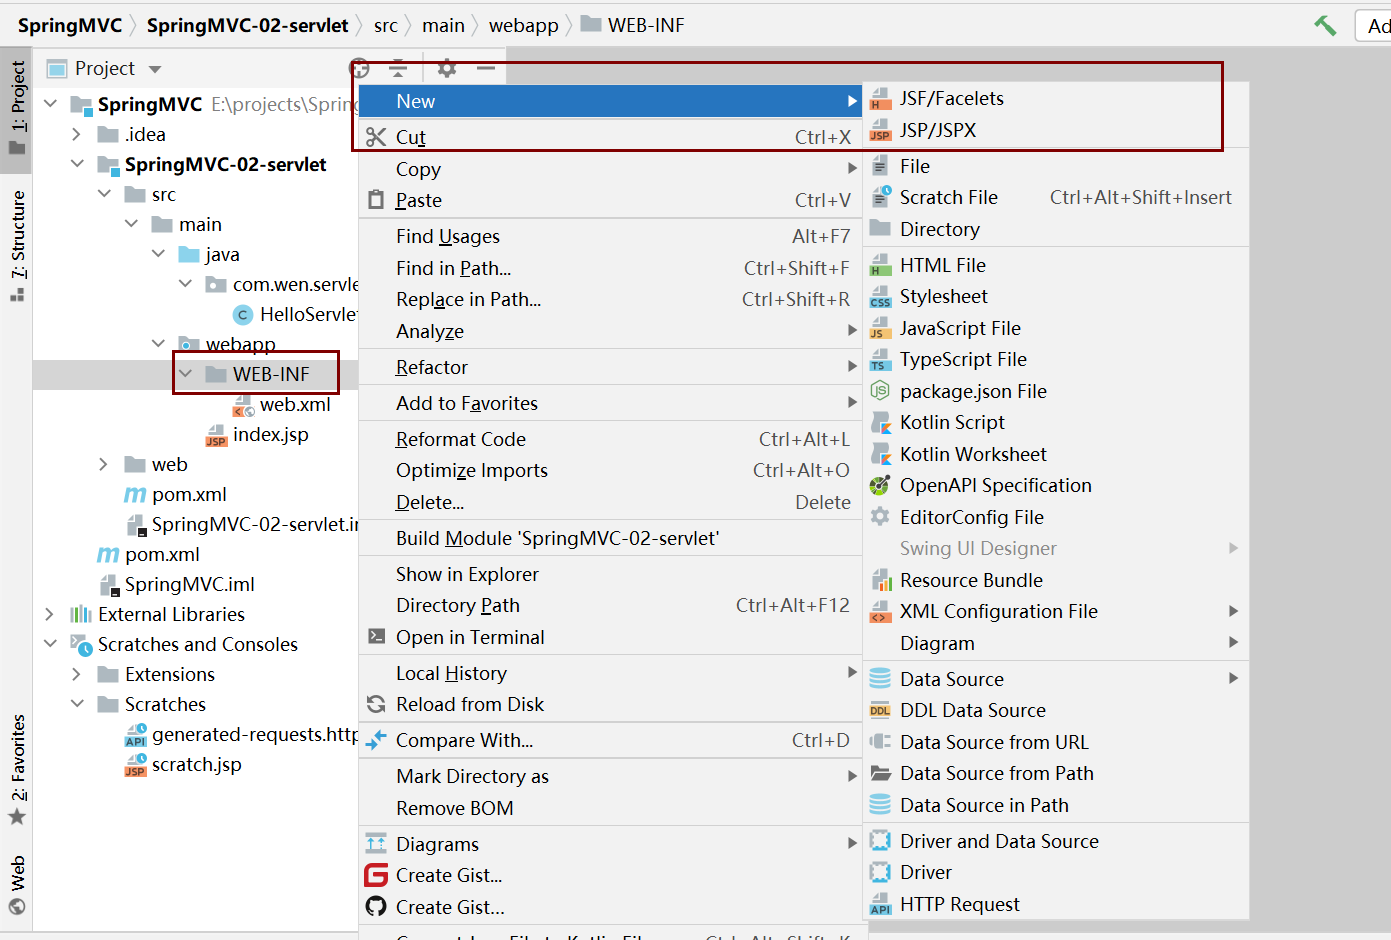 SpringMVC SpringMVC-02-servlet src main webapp WEB-INF
Ad
1: Project
7: Structure
2: Favorites
Web
Project
SpringMVC E:\projects\Spring
.idea
SpringMVC-02-servlet
src
main
java
com.wen.servle
HelloServlet
webapp
WEB-INF
web.xml
index.jsp
web
pom.xml
SpringMVC-02-servlet.im
pom.xml
SpringMVC.iml
External Libraries
Scratches and Consoles
Extensions
Scratches
generated-requests.http
scratch.jsp
New
Cut Ctrl+X
Copy
Paste Ctrl+V
Find Usages Alt+F7
Find in Path... Ctrl+Shift+F
Replace in Path... Ctrl+Shift+R
Analyze
Refactor
Add to Favorites
Reformat Code Ctrl+Alt+L
Optimize Imports Ctrl+Alt+O
Delete... Delete
Build Module 'SpringMVC-02-servlet'
Show in Explorer
Directory Path Ctrl+Alt+F12
Open in Terminal
Local History
Reload from Disk
Compare With... Ctrl+D
Mark Directory as
Remove BOM
Diagrams
Create Gist...
Create Gist...
JSF/Facelets
JSP/JSPX
File
Scratch File Ctrl+Alt+Shift+Insert
Directory
HTML File
Stylesheet
JavaScript File
TypeScript File
package.json File
Kotlin Script
Kotlin Worksheet
OpenAPI Specification
EditorConfig File
Swing UI Designer
Resource Bundle
XML Configuration File
Diagram
Data Source
DDL Data Source
Data Source from URL
Data Source from Path
Data Source in Path
Driver and Data Source
Driver
HTTP Request